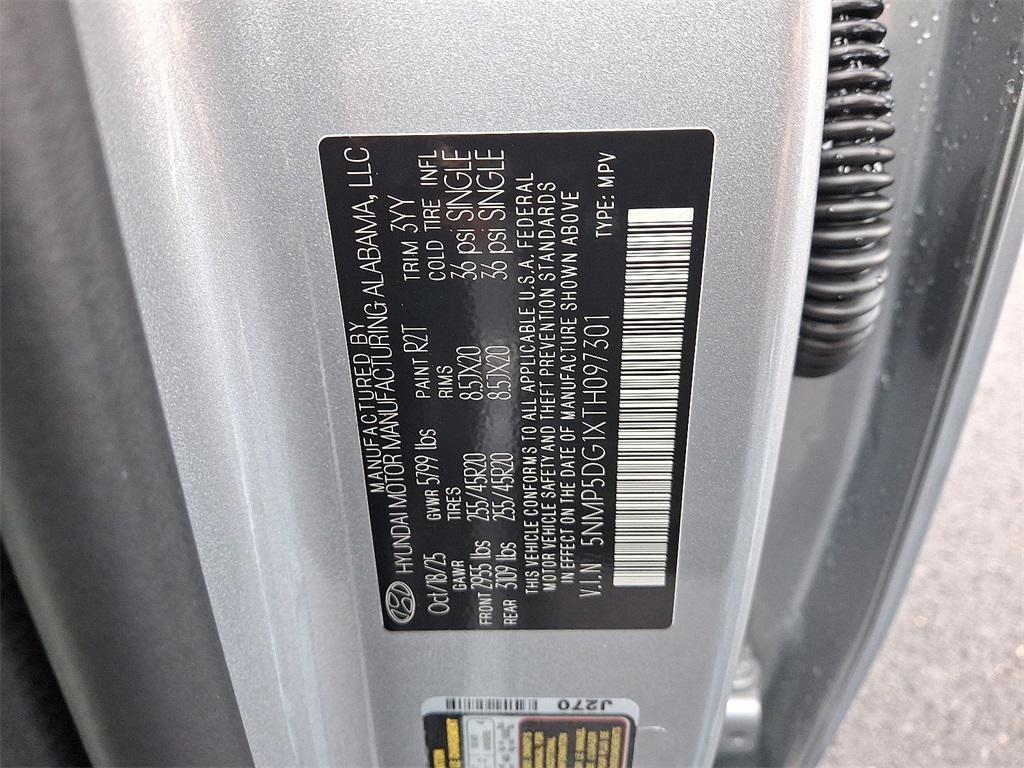 MANUFACTURED BY
HYUNDAI MOTOR MANUFACTURING ALABAMA, LLC
Oct/18/25 GVWR 5799 lbs PAINT R2T TRIM 3YY
GAWR TIRES RIMS COLD TIRE INFL
FRONT 2955 lbs 255/45R20 8.51X20 36 psi SINGLE
REAR 3109 lbs 255/45R20 8.51X20 36 psi SINGLE
THIS VEHICLE CONFORMS TO ALL APPLICABLE U.S.A. FEDERAL
MOTOR VEHICLE SAFETY AND THEFT PREVENTION STANDARDS
IN EFFECT ON THE DATE OF MANUFACTURE SHOWN ABOVE
V.I.N 5NMP5DG1XTH097301 TYPE: MPV
J270